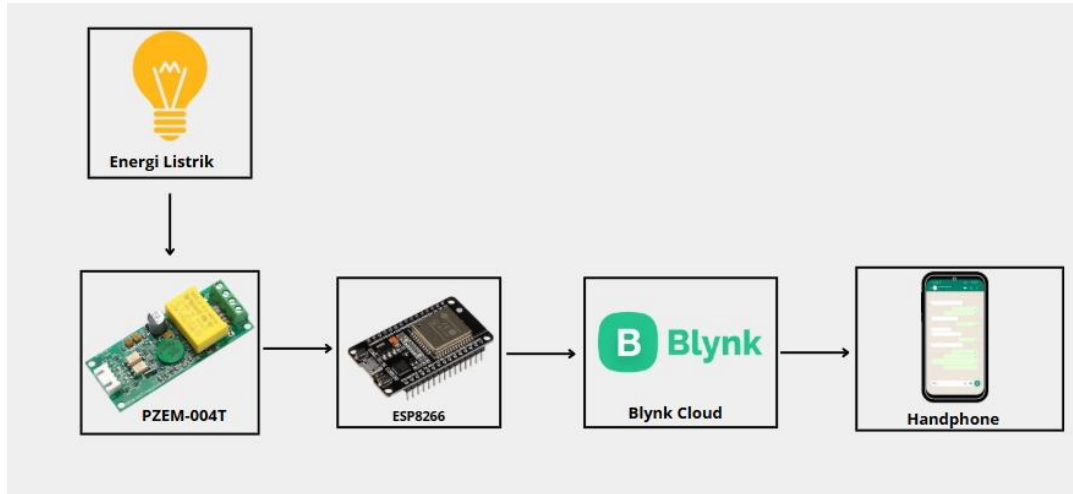 Energi Listrik
PZEM-004T
ESP8266
B Blynk
Blynk Cloud
Handphone